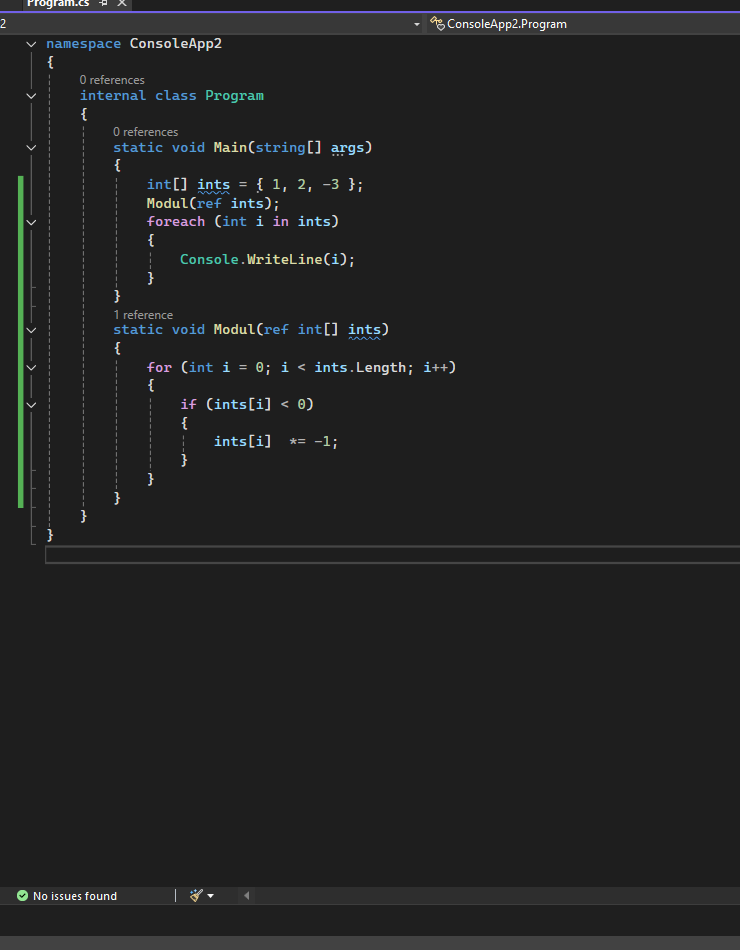 Program.cs
2
ConsoleApp2.Program
namespace ConsoleApp2
{
0 references
internal class Program
{
0 references
static void Main(string[] args)
{
int[] ints = { 1, 2, -3 };
Modul(ref ints);
foreach (int i in ints)
{
Console.WriteLine(i);
}
}
1 reference
static void Modul(ref int[] ints)
{
for (int i = 0; i < ints.Length; i++)
{
if (ints[i] < 0)
{
ints[i]  *= -1;
}
}
}
}
}
No issues found